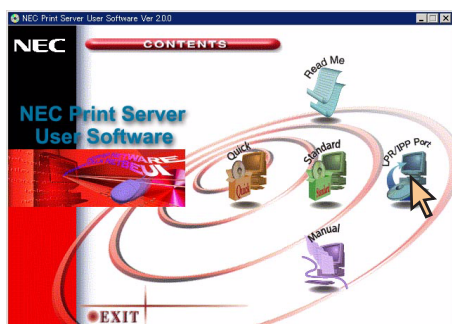 NEC Print Server User Software Ver 2.0.0
NEC
CONTENTS
Read Me
NEC Print Server
User Software
Quick
Standard
LPR/IPP Port
Quick
Manual
EXIT